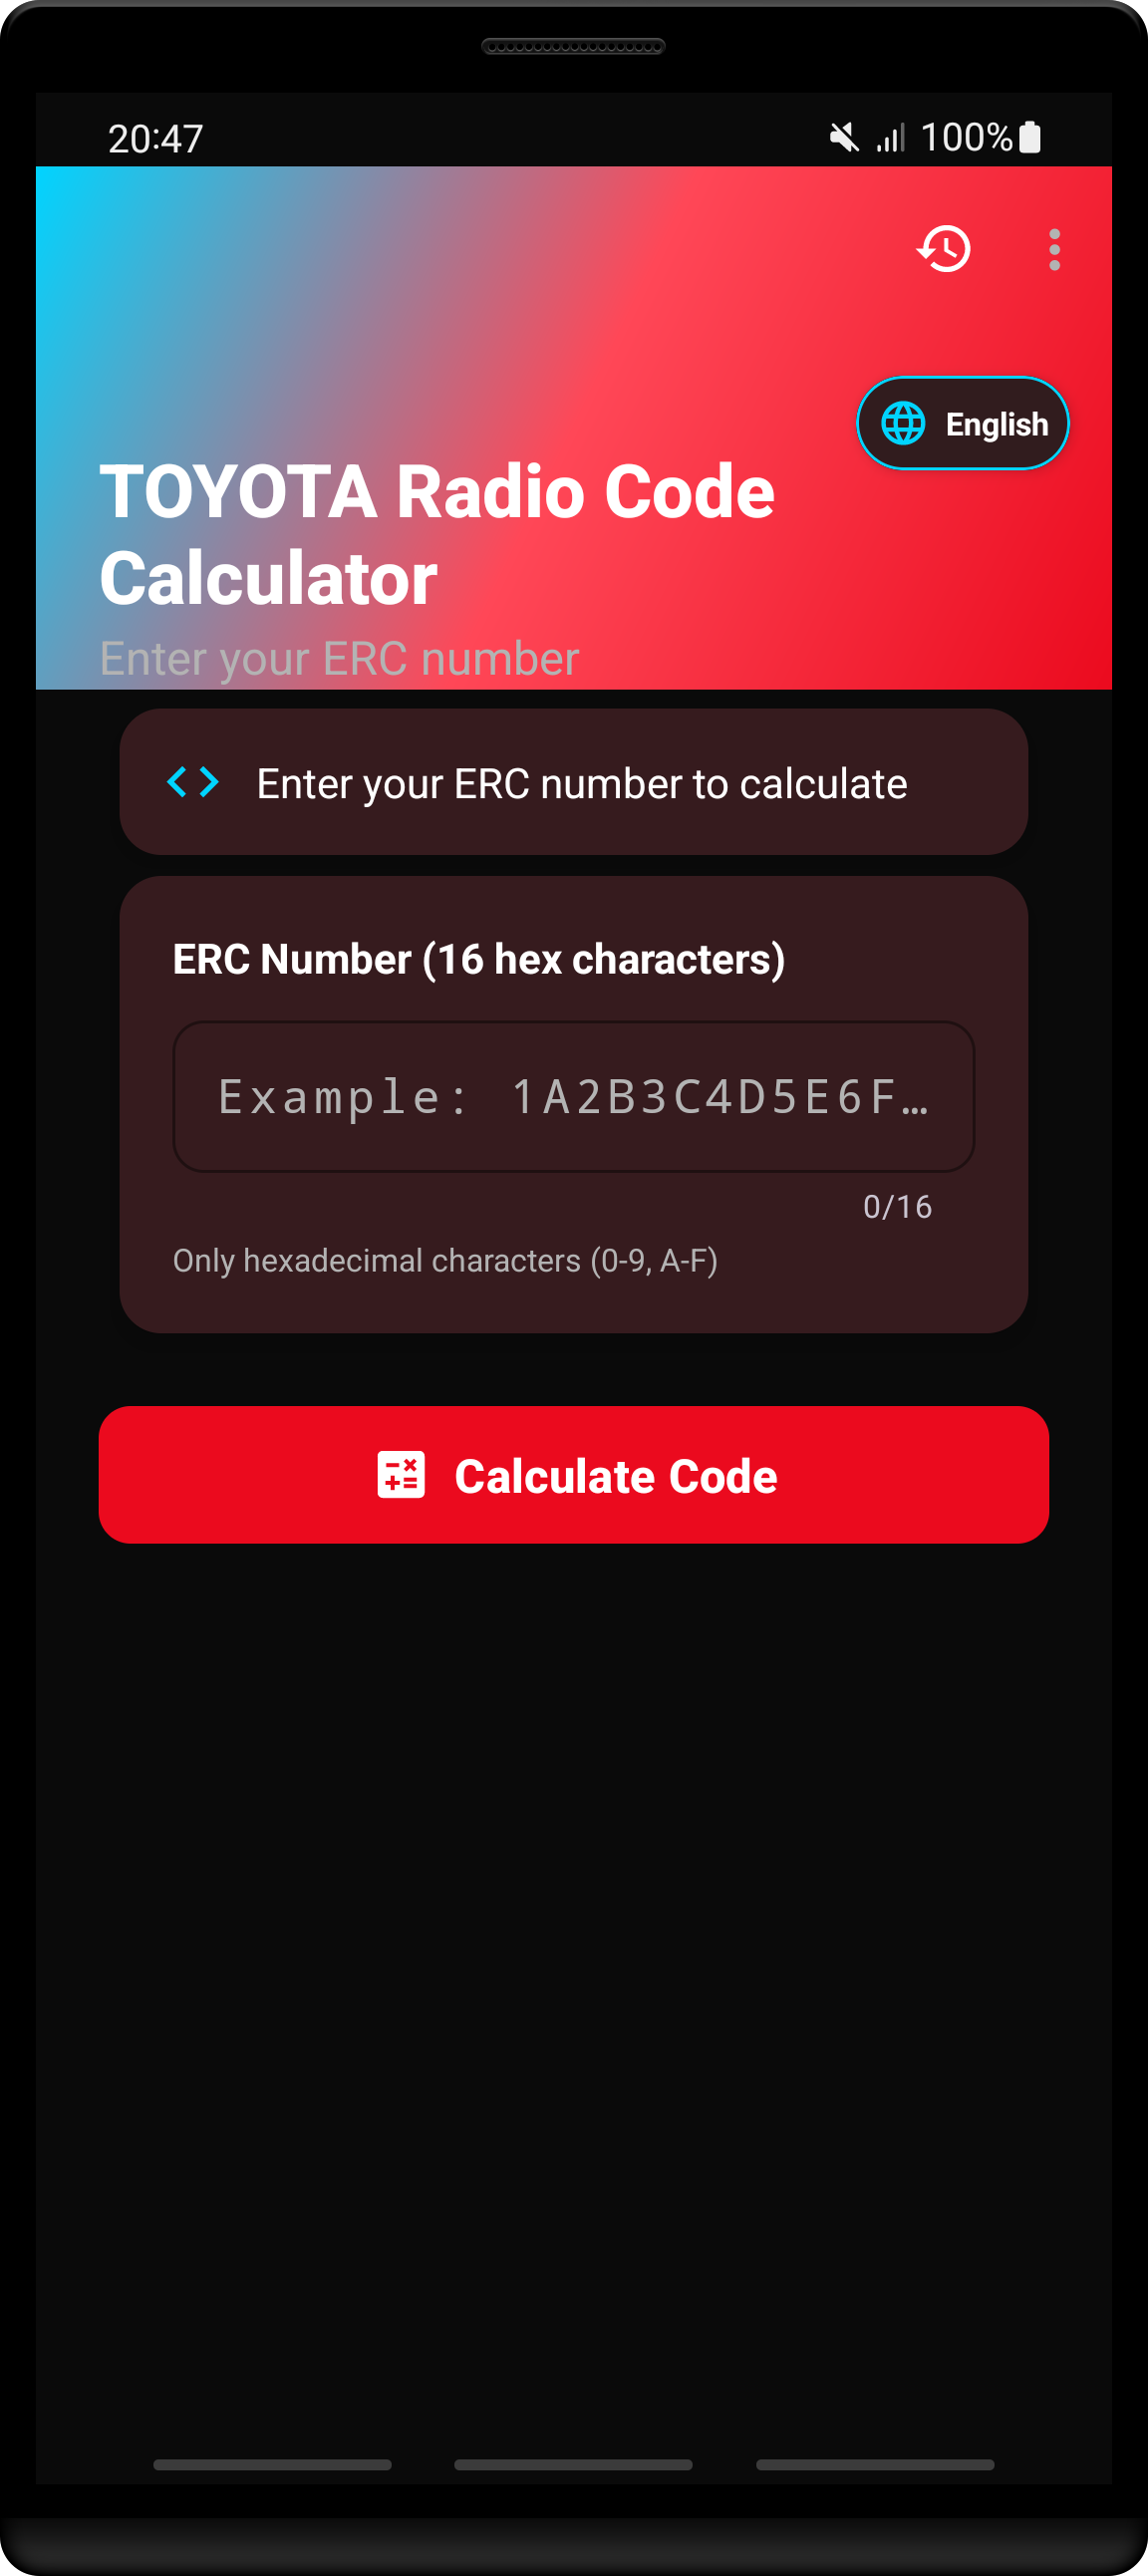 20:47
100%
English
TOYOTA Radio Code
Calculator
Enter your ERC number
Enter your ERC number to calculate
ERC Number (16 hex characters)
Example: 1A2B3C4D5E6F…
0/16
Only hexadecimal characters (0-9, A-F)
Calculate Code